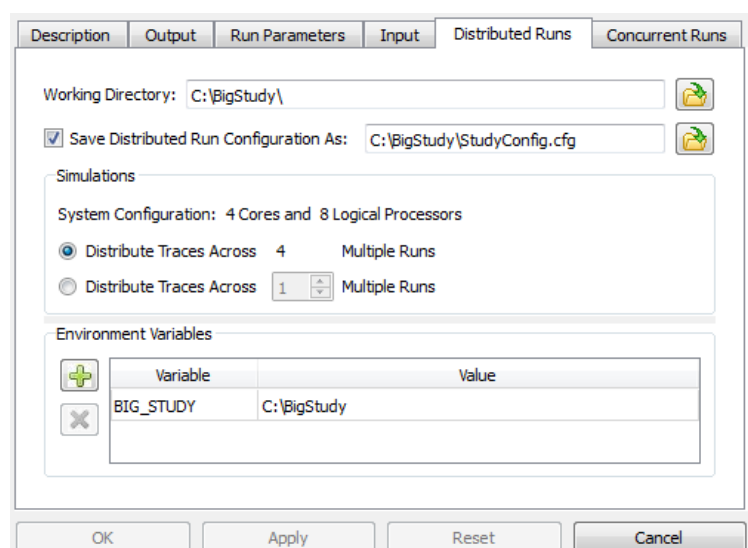 Description Output Run Parameters Input Distributed Runs Concurrent Runs
Working Directory: C:\BigStudy\
Save Distributed Run Configuration As: C:\BigStudy\StudyConfig.cfg
Simulations
System Configuration: 4 Cores and 8 Logical Processors
Distribute Traces Across 4 Multiple Runs
Distribute Traces Across 1 Multiple Runs
Environment Variables
Variable Value
BIG_STUDY C:\BigStudy
OK Apply Reset Cancel